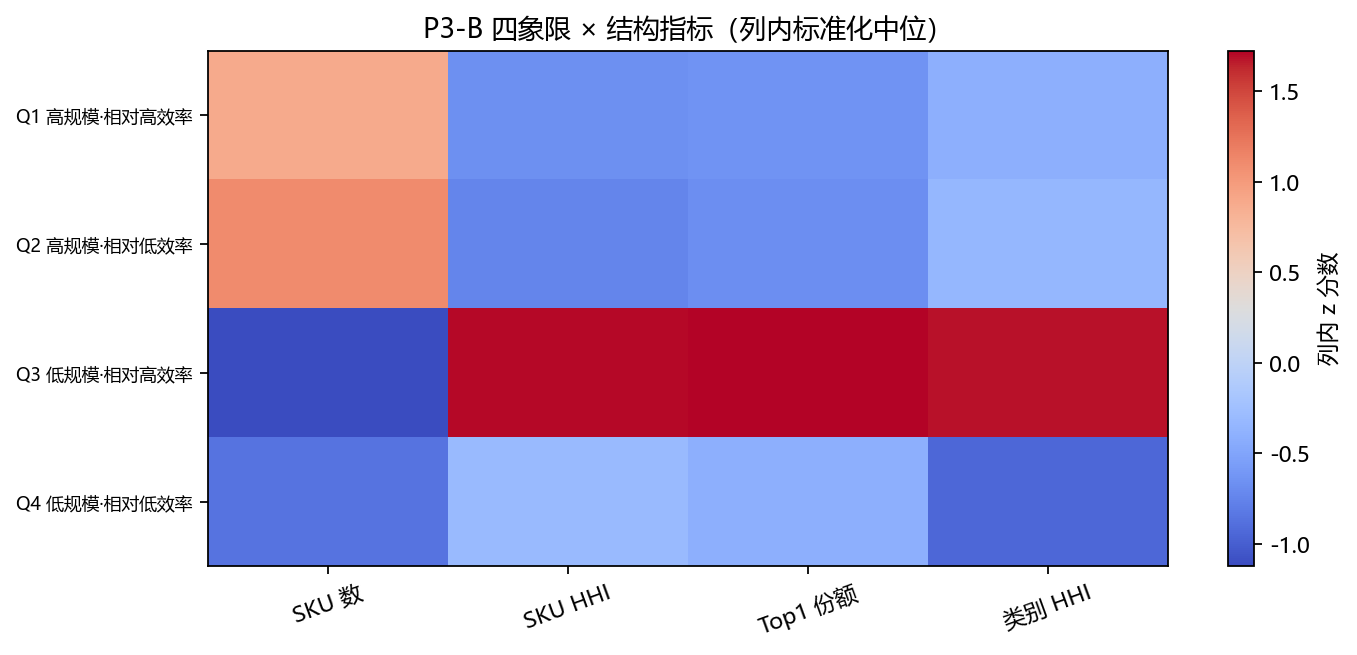 P3-B 四象限 × 结构指标（列内标准化中位）
Q1 高规模·相对高效率
Q2 高规模·相对低效率
Q3 低规模·相对高效率
Q4 低规模·相对低效率
SKU 数
SKU HHI
Top1 份额
类别 HHI
1.5
1.0
0.5
0.0
-0.5
-1.0
列内 z 分数